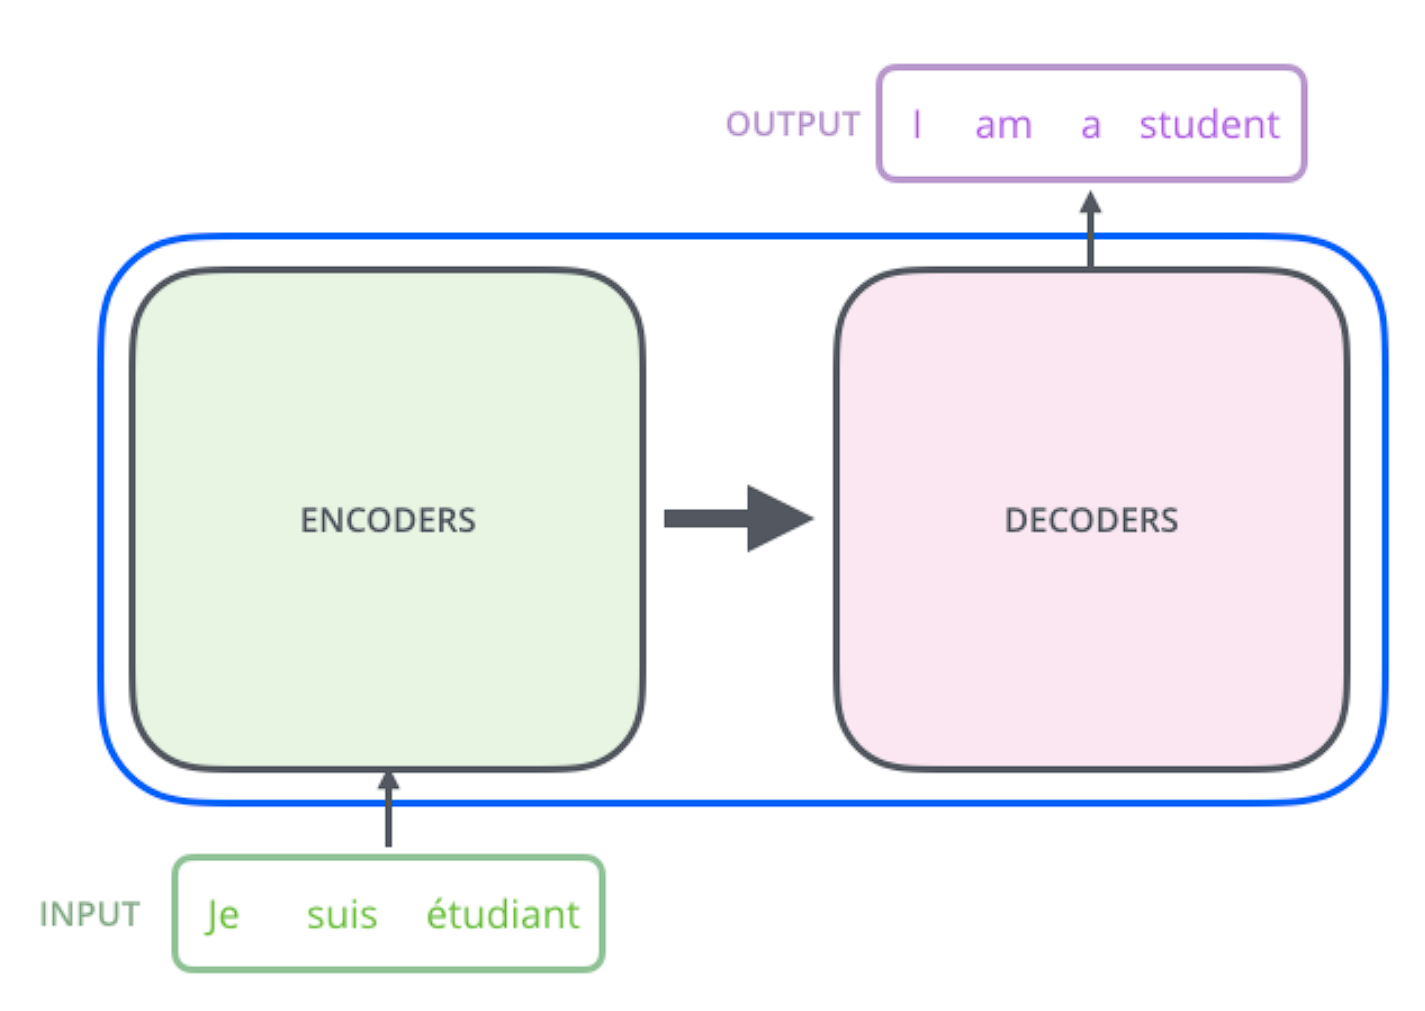 OUTPUT I am a student
ENCODERS DECODERS
INPUT Je suis étudiant